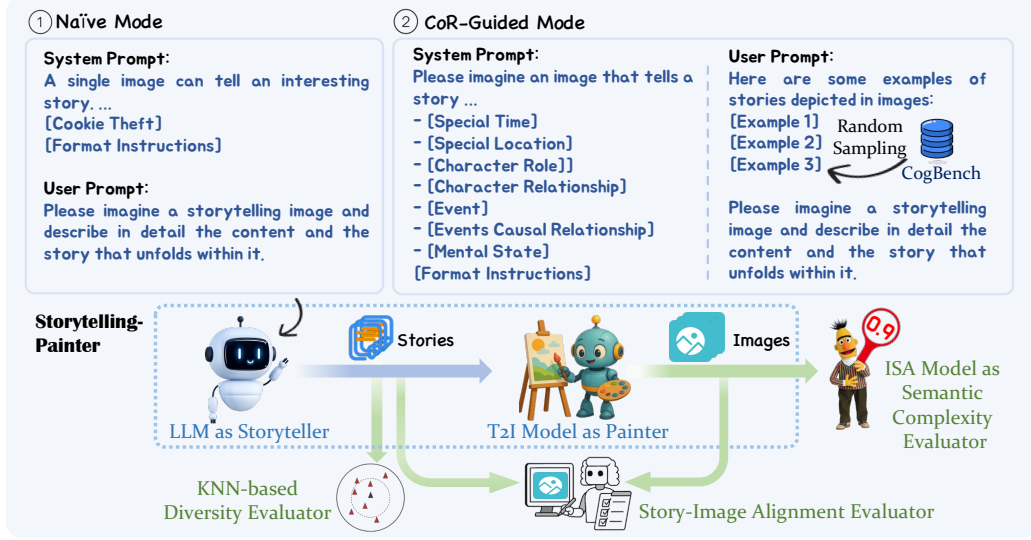 1 Naïve Mode
System Prompt:
A single image can tell an interesting
story. ...
[Cookie Theft]
[Format Instructions]
User Prompt:
Please imagine a storytelling image and
describe in detail the content and the
story that unfolds within it.
2 CoR-Guided Mode
System Prompt:
Please imagine an image that tells a
story ...
- [Special Time]
- [Special Location]
- [Character Role]]
- [Character Relationship]
- [Event]
- [Events Causal Relationship]
- [Mental State]
[Format Instructions]
User Prompt:
Here are some examples of
stories depicted in images:
[Example 1]
[Example 2]
[Example 3]
Random
Sampling
CogBench
Please imagine a storytelling
image and describe in detail the
content and the story that
unfolds within it.
Storytelling-
Painter
Stories
Images
0.9
LLM as Storyteller
T2I Model as Painter
ISA Model as
Semantic
Complexity
Evaluator
KNN-based
Diversity Evaluator
Story-Image Alignment Evaluator